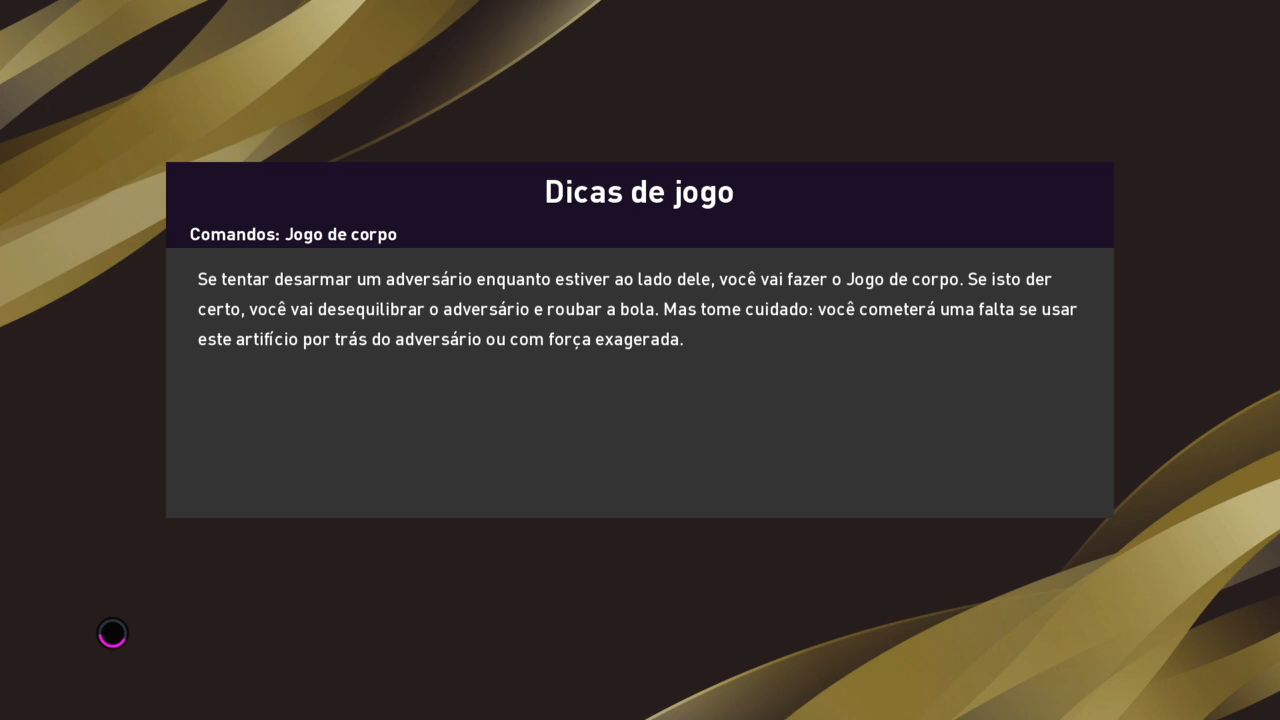 Dicas de jogo
Comandos: Jogo de corpo
Se tentar desarmar um adversário enquanto estiver ao lado dele, você vai fazer o Jogo de corpo. Se isto der
certo, você vai desequilibrar o adversário e roubar a bola. Mas tome cuidado: você cometerá uma falta se usar
este artifício por trás do adversário ou com força exagerada.